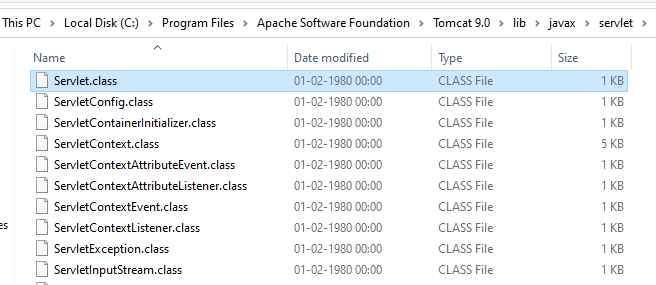 This PC > Local Disk (C:) > Program Files > Apache Software Foundation > Tomcat 9.0 > lib > javax > servlet >
Name Date modified Type Size
Servlet.class 01-02-1980 00:00 CLASS File 1 KB
ServletConfig.class 01-02-1980 00:00 CLASS File 1 KB
ServletContainerInitializer.class 01-02-1980 00:00 CLASS File 1 KB
ServletContext.class 01-02-1980 00:00 CLASS File 5 KB
ServletContextAttributeEvent.class 01-02-1980 00:00 CLASS File 1 KB
ServletContextAttributeListener.class 01-02-1980 00:00 CLASS File 1 KB
ServletContextEvent.class 01-02-1980 00:00 CLASS File 1 KB
es
ServletContextListener.class 01-02-1980 00:00 CLASS File 1 KB
ServletException.class 01-02-1980 00:00 CLASS File 1 KB
ServletInputStream.class 01-02-1980 00:00 CLASS File 1 KB